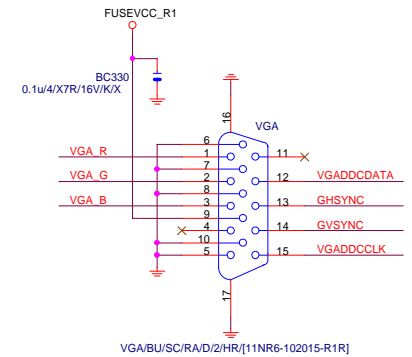 FUSEVCC_R1
BC330
0.1u/4/X7R/16V/K/X
16
VGA
6
VGA_R 1 11
7
VGA_G 2 12 VGADDCDATA
8
VGA_B 3 13 GHSYNC
9
4 14 GVSYNC
10
5 15 VGADDCCLK
17
VGA/BU/SC/RA/D/2/HR/[11NR6-102015-R1R]